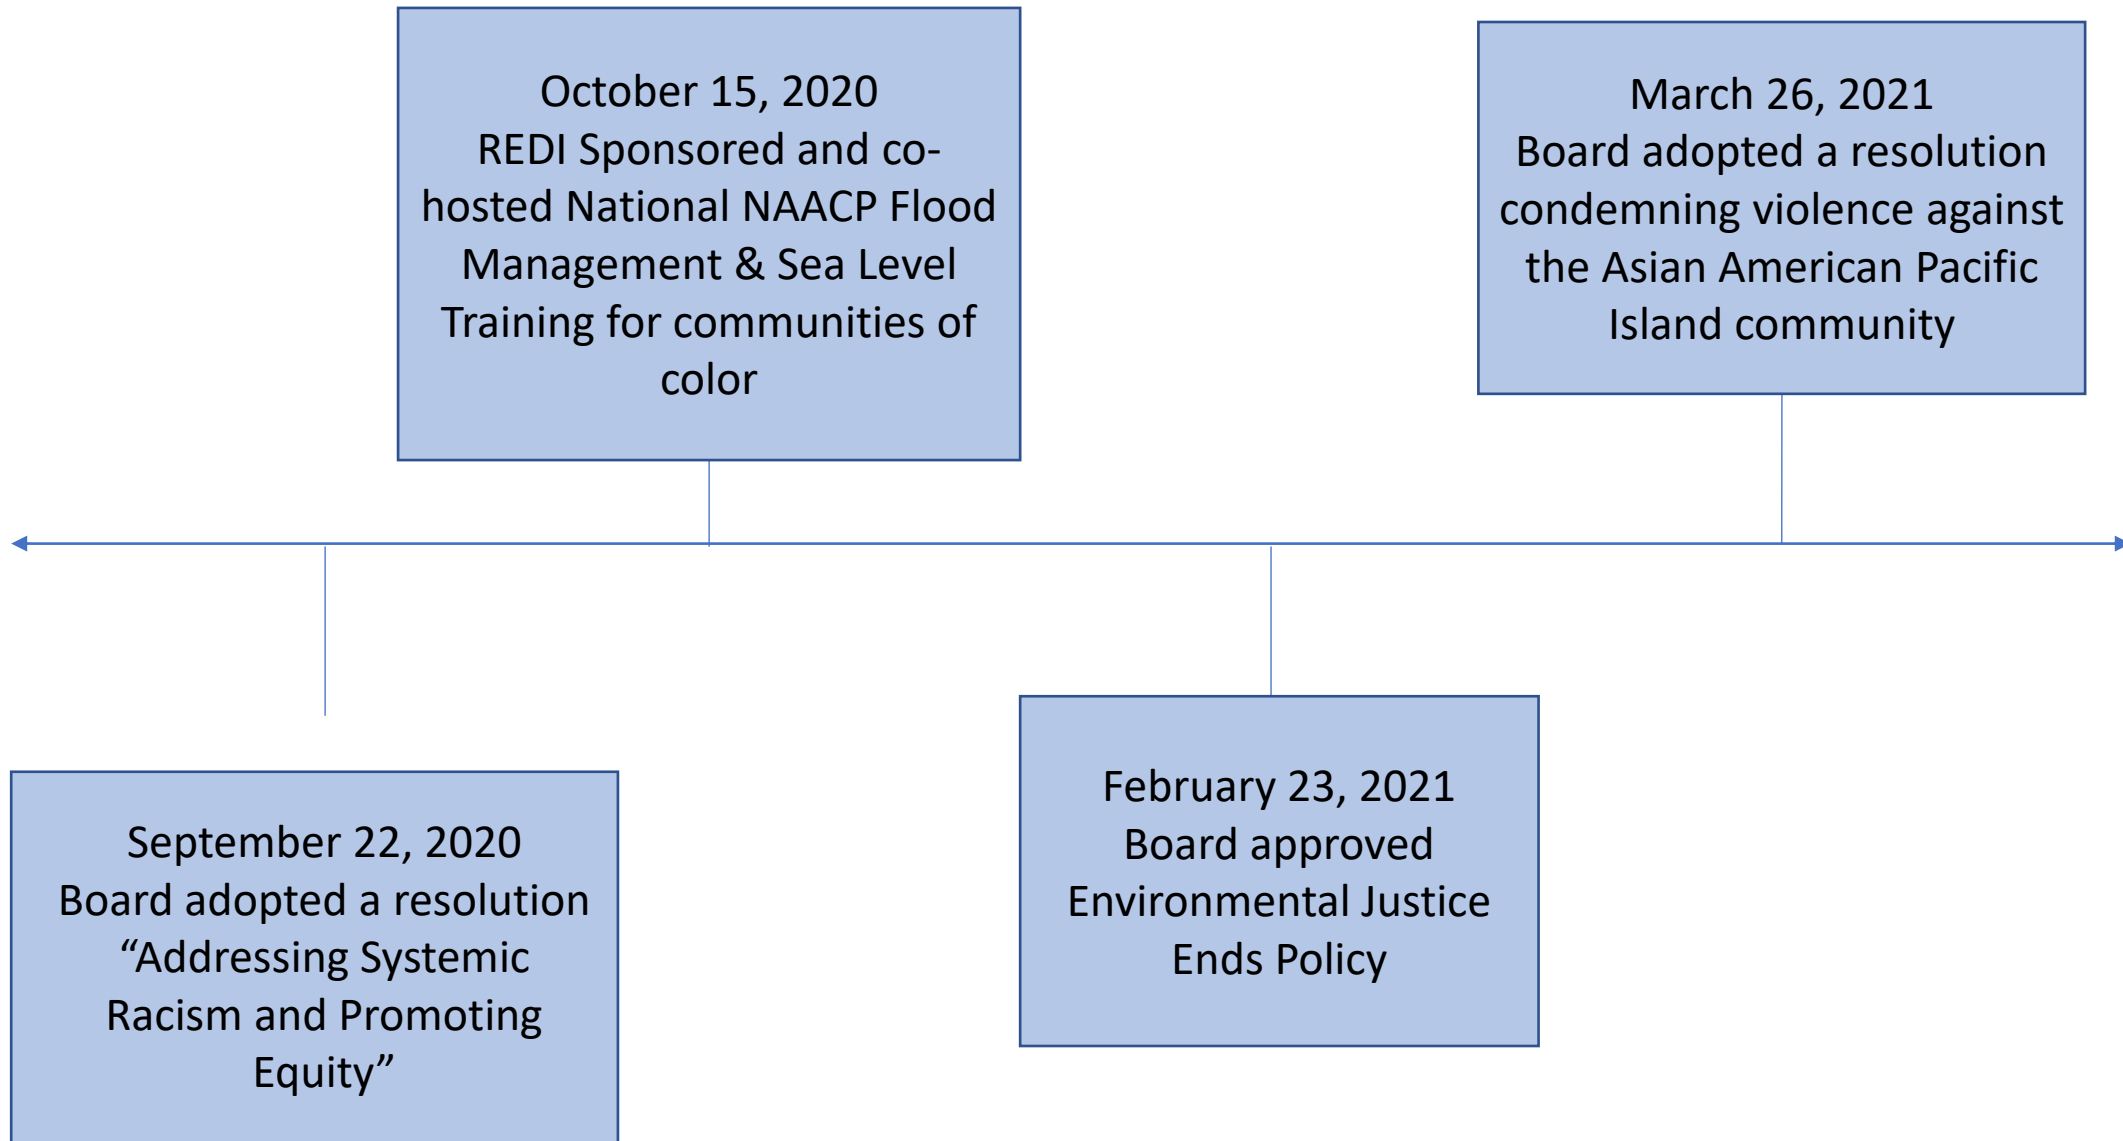 October 15, 2020
REDI Sponsored and co-
hosted National NAACP Flood
Management & Sea Level
Training for communities of
color
March 26, 2021
Board adopted a resolution
condemning violence against
the Asian American Pacific
Island community
September 22, 2020
Board adopted a resolution
“Addressing Systemic
Racism and Promoting
Equity”
February 23, 2021
Board approved
Environmental Justice
Ends Policy